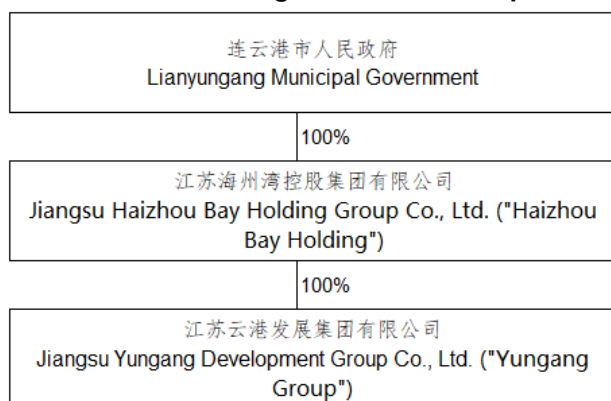 连云港市人民政府
Lianyungang Municipal Government
100%
江苏海州湾控股集团有限公司
Jiangsu Haizhou Bay Holding Group Co., Ltd. ("Haizhou
Bay Holding")
100%
江苏云港发展集团有限公司
Jiangsu Yungang Development Group Co., Ltd. ("Yungang
Group")